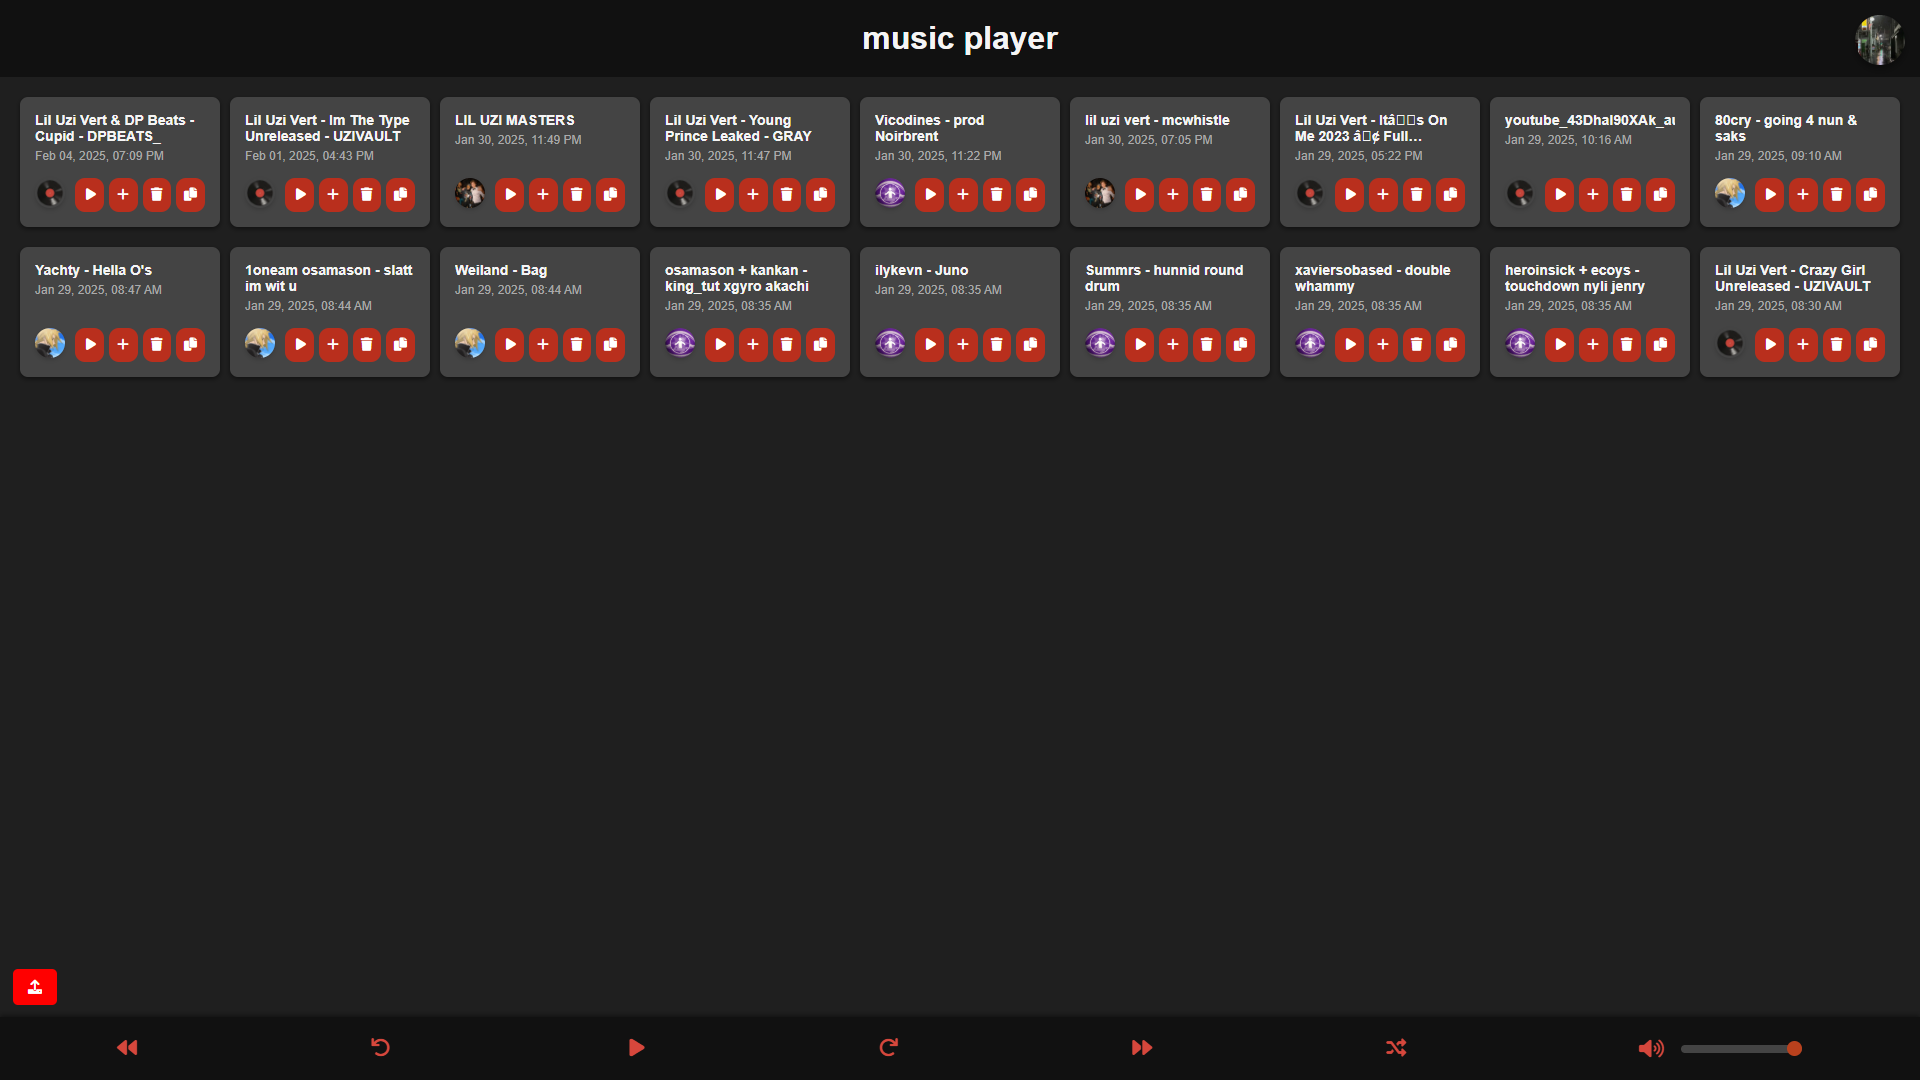 music player
Lil Uzi Vert & DP Beats -
Cupid - DPBEATS_
Feb 04, 2025, 07:09 PM
Lil Uzi Vert - Im The Type
Unreleased - UZIVAULT
Feb 01, 2025, 04:43 PM
LIL UZI MASTERS
Jan 30, 2025, 11:49 PM
Lil Uzi Vert - Young
Prince Leaked - GRAY
Jan 30, 2025, 11:47 PM
Vicodines - prod
Noirbrent
Jan 30, 2025, 11:22 PM
lil uzi vert - mcwhistle
Jan 30, 2025, 07:05 PM
Lil Uzi Vert - Itâ□□s On
Me 2023 â□¢ Full...
Jan 29, 2025, 05:22 PM
Jan 29, 2025, 10:16 AM
80cry - going 4 nun &
saks
Jan 29, 2025, 09:10 AM
Yachty - Hella O's
Jan 29, 2025, 08:47 AM
1oneam osamason - slatt
im wit u
Jan 29, 2025, 08:44 AM
Weiland - Bag
Jan 29, 2025, 08:44 AM
osamason + kankan -
king_tut xgyro akachi
Jan 29, 2025, 08:35 AM
ilykevn - Juno
Jan 29, 2025, 08:35 AM
Summrs - hunnid round
drum
Jan 29, 2025, 08:35 AM
xaviersobased - double
whammy
Jan 29, 2025, 08:35 AM
heroinsick + ecoys -
touchdown nyli jenry
Jan 29, 2025, 08:35 AM
Lil Uzi Vert - Crazy Girl
Unreleased - UZIVAULT
Jan 29, 2025, 08:30 AM